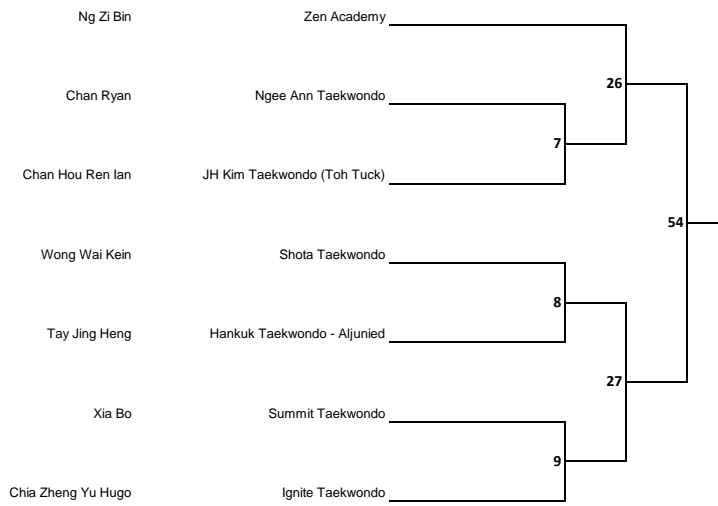 Ng Zi Bin Zen Academy
26
Chan Ryan Ngee Ann Taekwondo
7
Chan Hou Ren Ian JH Kim Taekwondo (Toh Tuck)
54
Wong Wai Kein Shota Taekwondo
8
Tay Jing Heng Hankuk Taekwondo - Aljunied
27
Xia Bo Summit Taekwondo
9
Chia Zheng Yu Hugo Ignite Taekwondo